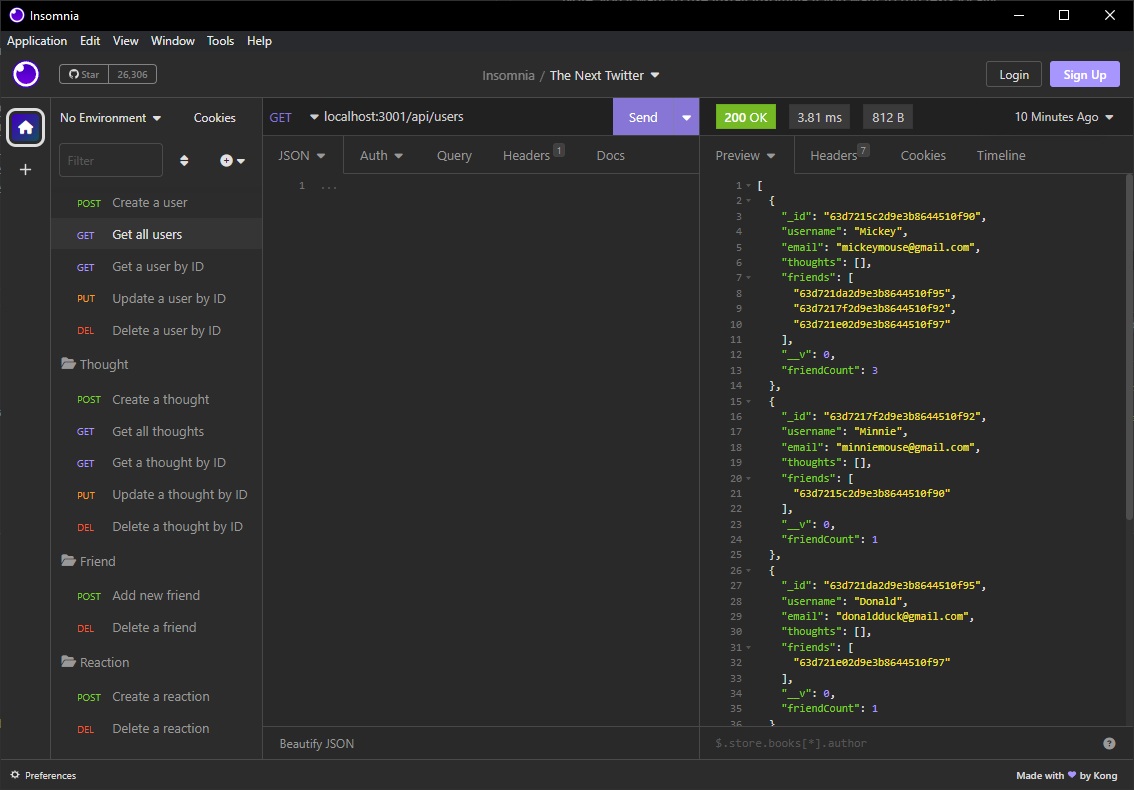 Insomnia
Application Edit View Window Tools Help
Star 26,306
Insomnia / The Next Twitter
Login Sign Up
No Environment Cookies
Filter
POST Create a user
GET Get all users
GET Get a user by ID
PUT Update a user by ID
DEL Delete a user by ID
Thought
POST Create a thought
GET Get all thoughts
GET Get a thought by ID
PUT Update a thought by ID
DEL Delete a thought by ID
Friend
POST Add new friend
DEL Delete a friend
Reaction
POST Create a reaction
DEL Delete a reaction
GET localhost:3001/api/users Send
JSON Auth Query Headers 1 Docs
1 ...
Beautify JSON
200 OK 3.81 ms 812 B 10 Minutes Ago
Preview Headers 7 Cookies Timeline
1 [
2 {
3 "_id": "63d7215c2d9e3b8644510f90",
4 "username": "Mickey",
5 "email": "mickeymouse@gmail.com",
6 "thoughts": [],
7 "friends": [
8 "63d721da2d9e3b8644510f95",
9 "63d7217f2d9e3b8644510f92",
10 "63d721e02d9e3b8644510f97"
11 ],
12 "__v": 0,
13 "friendCount": 3
14 },
15 {
16 "_id": "63d7217f2d9e3b8644510f92",
17 "username": "Minnie",
18 "email": "minniemouse@gmail.com",
19 "thoughts": [],
20 "friends": [
21 "63d7215c2d9e3b8644510f90"
22 ],
23 "__v": 0,
24 "friendCount": 1
25 },
26 {
27 "_id": "63d721da2d9e3b8644510f95",
28 "username": "Donald",
29 "email": "donaldduck@gmail.com",
30 "thoughts": [],
31 "friends": [
32 "63d721e02d9e3b8644510f97"
33 ],
34 "__v": 0,
35 "friendCount": 1
36 }
$.store.books[*].author ?
Preferences
Made with 💜 by Kong